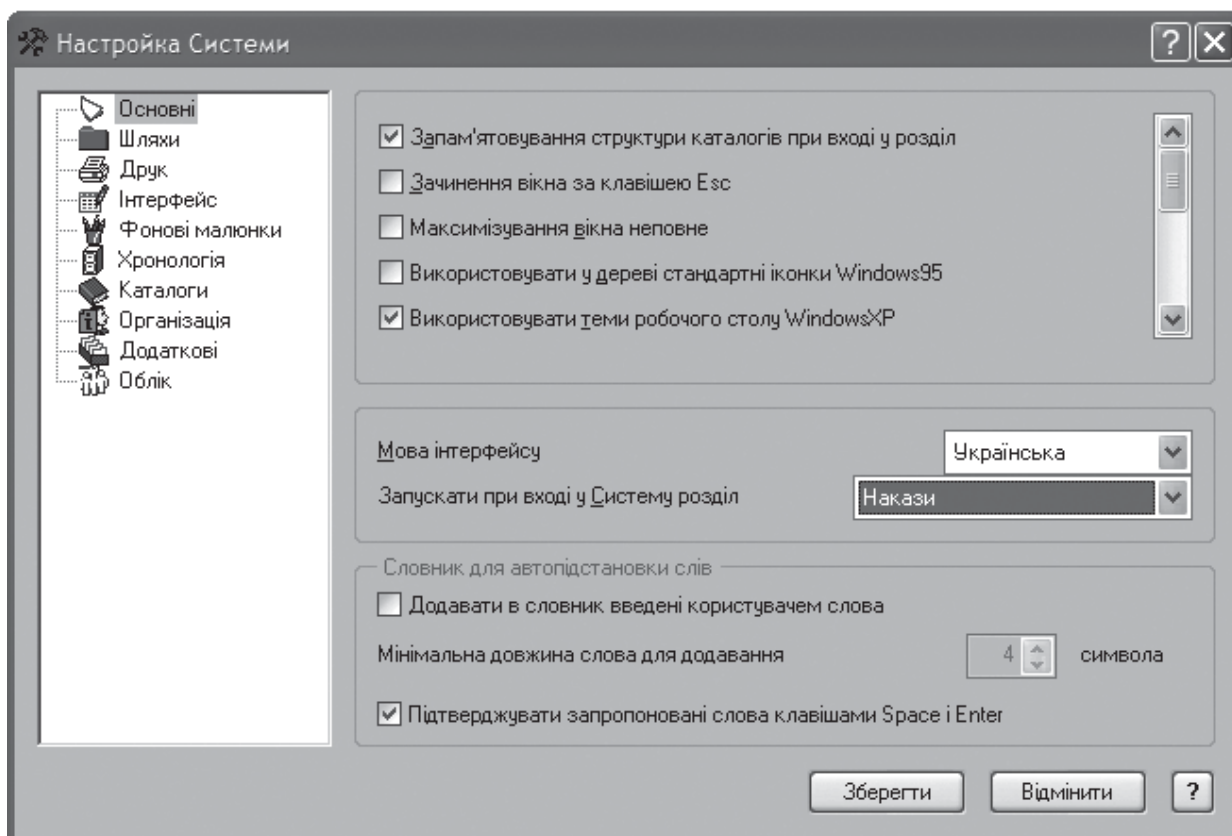 Настройка Системи
?
Основні
Шляхи
Друк
Інтерфейс
Фонові малюнки
Хронологія
Каталоги
Організація
Додаткові
Облік
Запам'ятовування структури каталогів при вході у розділ
Зачинення вікна за клавішею Esc
Максимізування вікна неповне
Використовувати у дереві стандартні іконки Windows95
Використовувати теми робочого столу WindowsXP
Мова інтерфейсу Українська
Запускати при вході у Систему розділ Накази
Словник для автопідстановки слів
Додавати в словник введені користувачем слова
Мінімальна довжина слова для додавання 4 символа
Підтверджувати запропоновані слова клавішами Space і Enter
Зберегти Відмінити ?